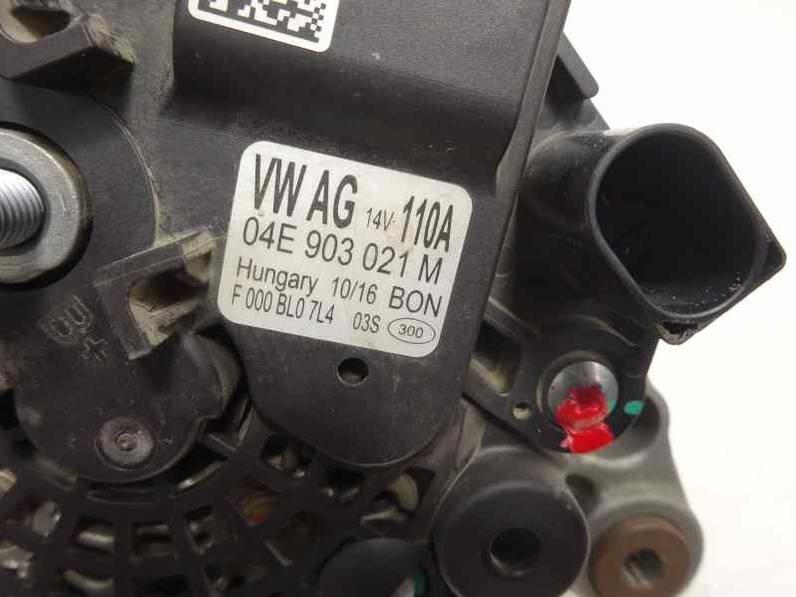 VW AG 14V- 110A
04E 903 021 M
Hungary 10/16 BON
F 000 BL0 7L4 03S 300